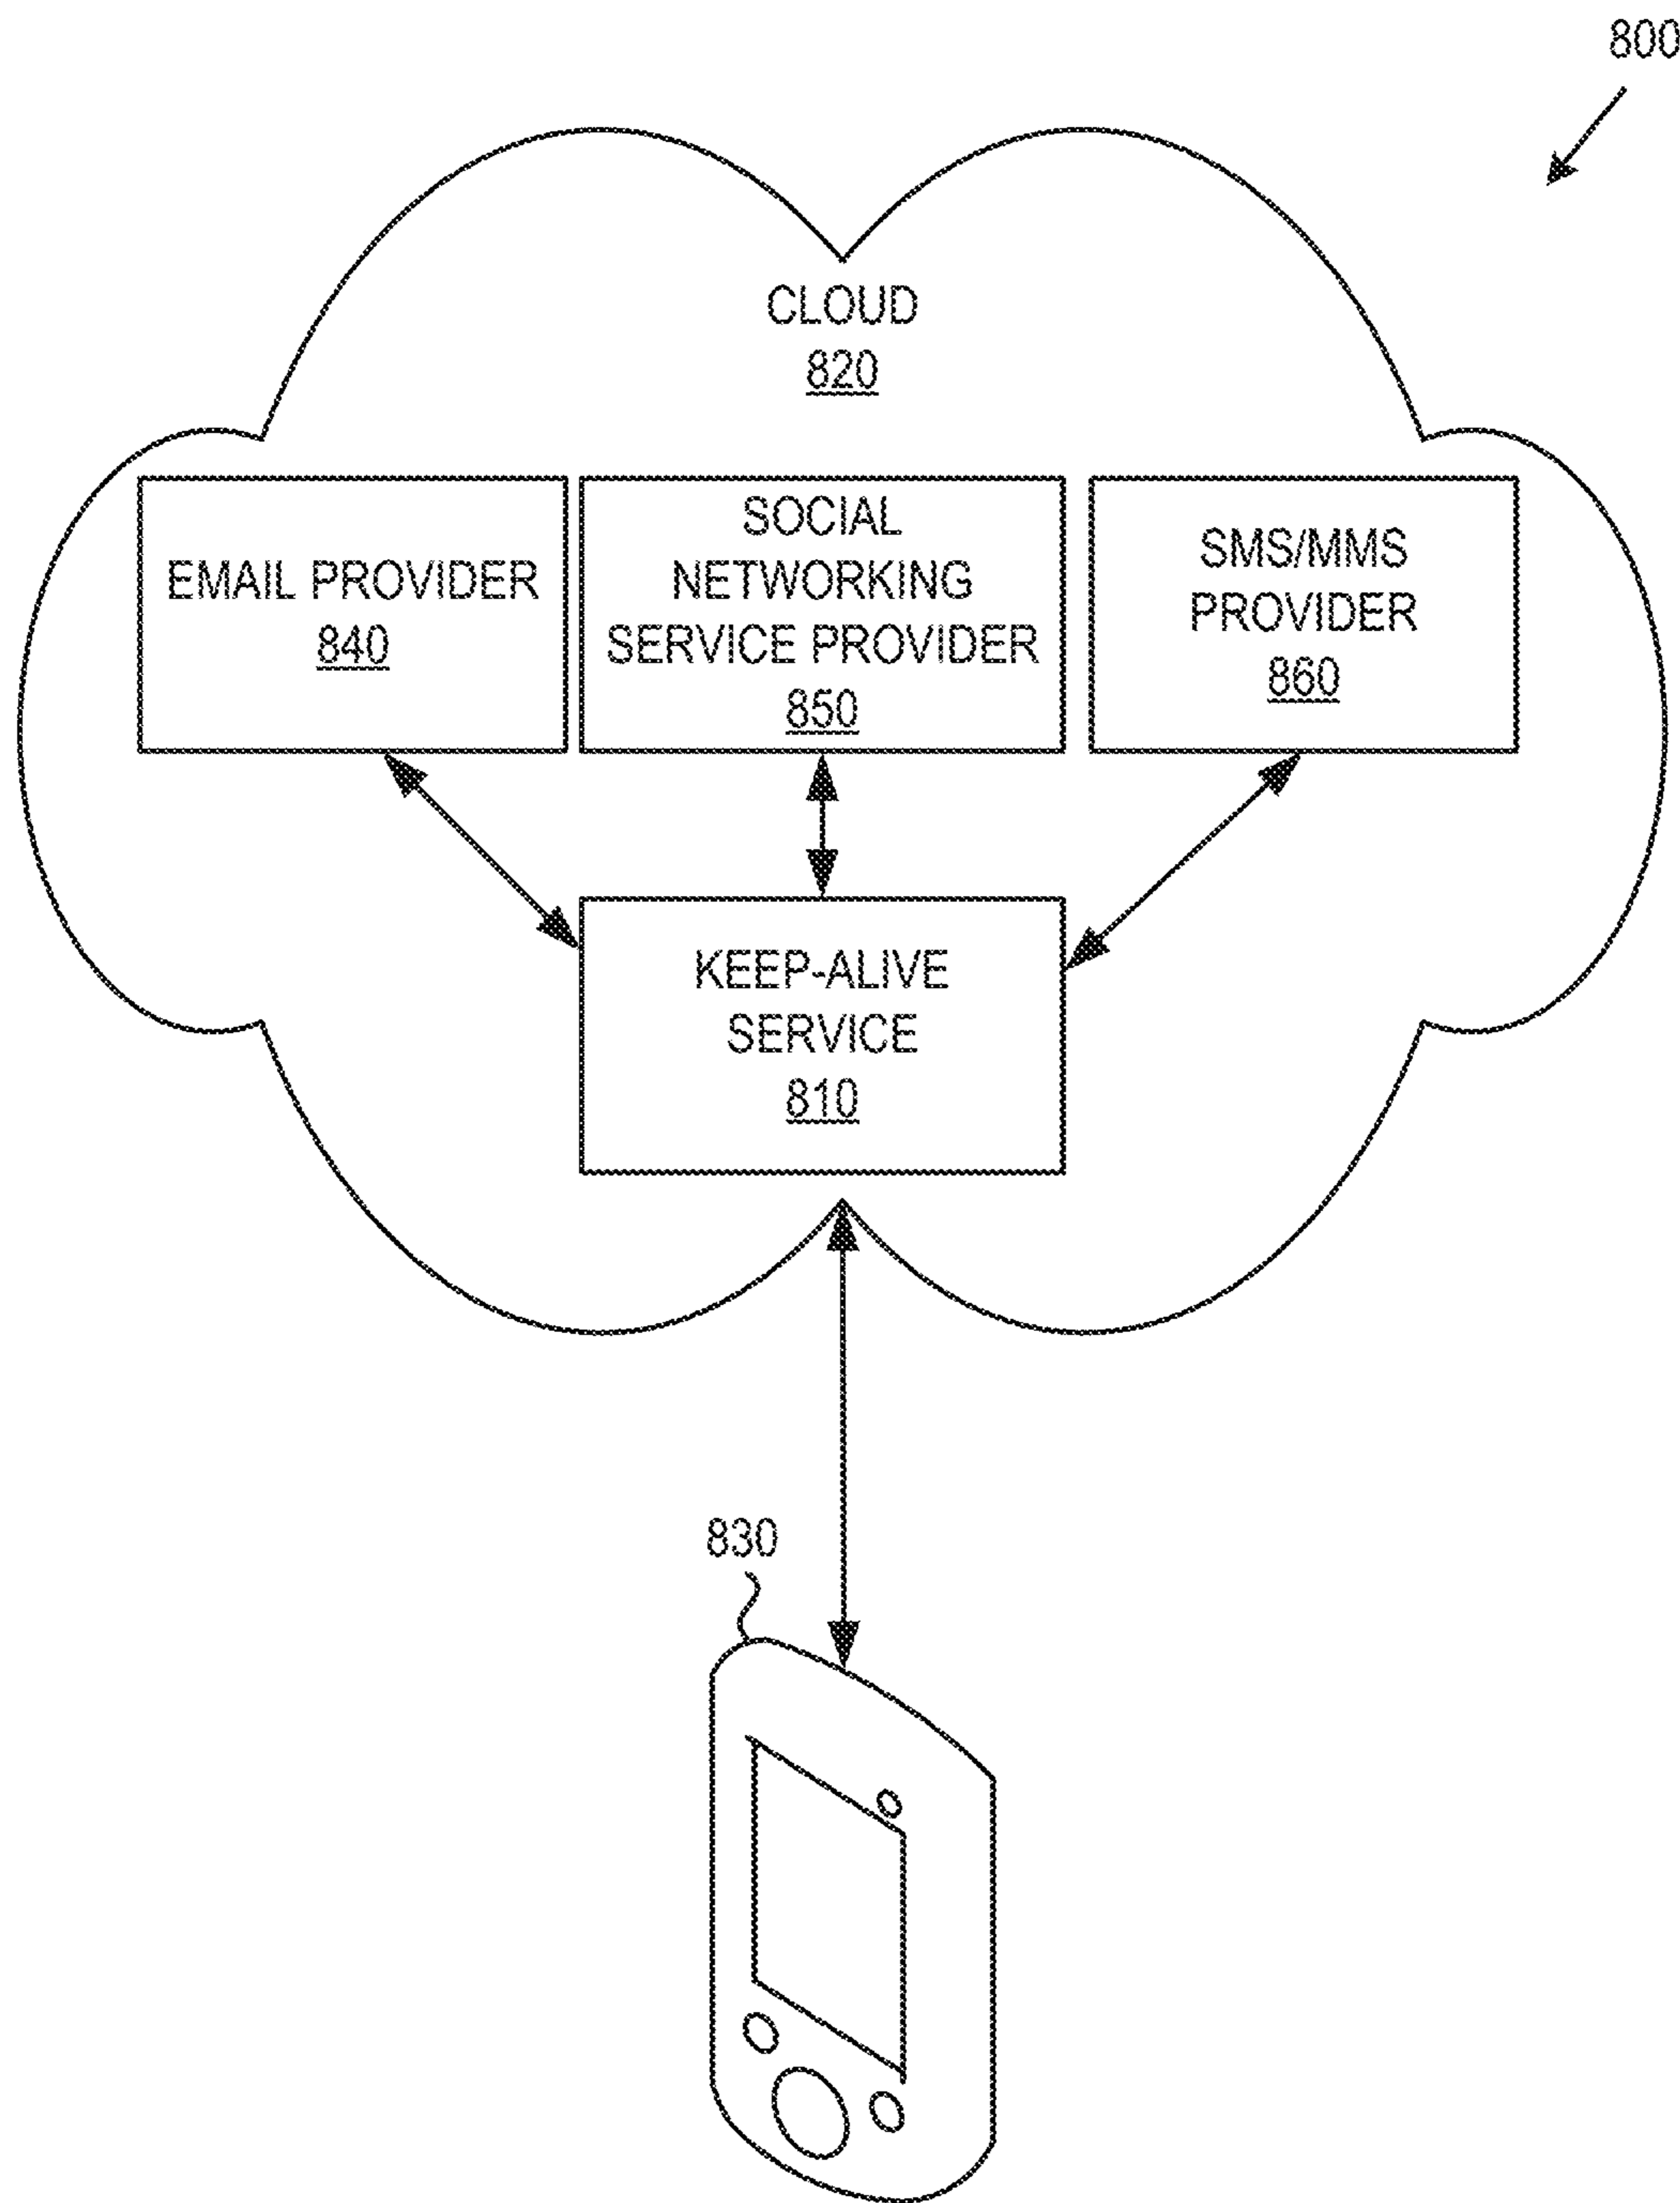 800
CLOUD
820
EMAIL PROVIDER
840
SOCIAL
NETWORKING
SERVICE PROVIDER
850
SMS/MMS
PROVIDER
860
KEEP-ALIVE
SERVICE
810
830